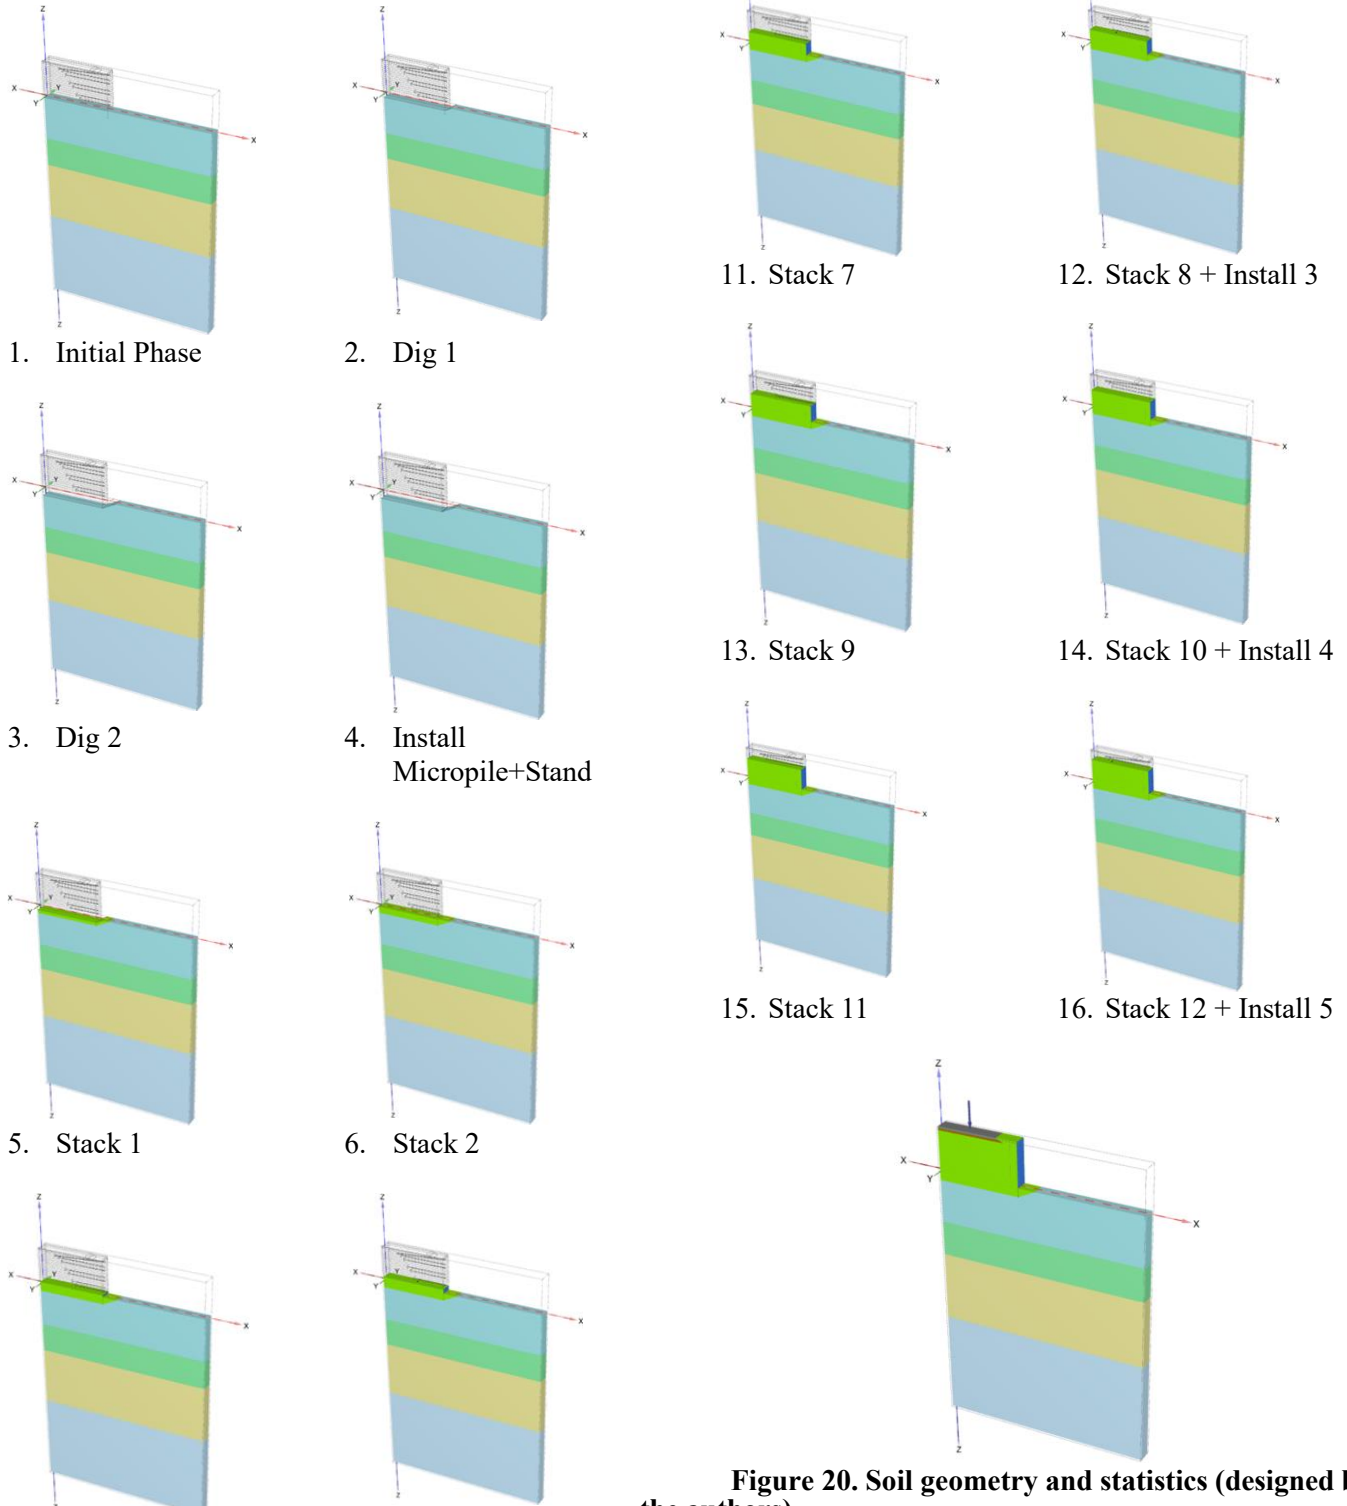 1. Initial Phase
2. Dig 1
3. Dig 2
4. Install
Micropile+Stand
5. Stack 1
6. Stack 2
11. Stack 7
12. Stack 8 + Install 3
13. Stack 9
14. Stack 10 + Install 4
15. Stack 11
16. Stack 12 + Install 5
Figure 20. Soil geometry and statistics (designed
the authors)